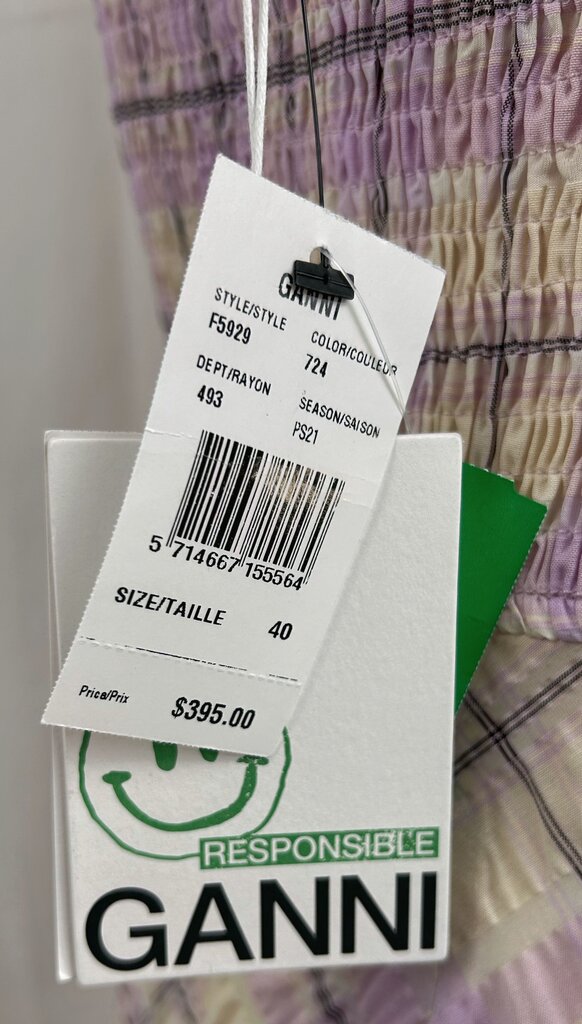 GANNI
STYLE/STYLE
F5929
COLOR/COULEUR
724
DEPT/RAYON
493
SEASON/SAISON
PS21
5 714667 155564
SIZE/TAILLE 40
Price/Prix $395.00
RESPONSIBLE
GANNI